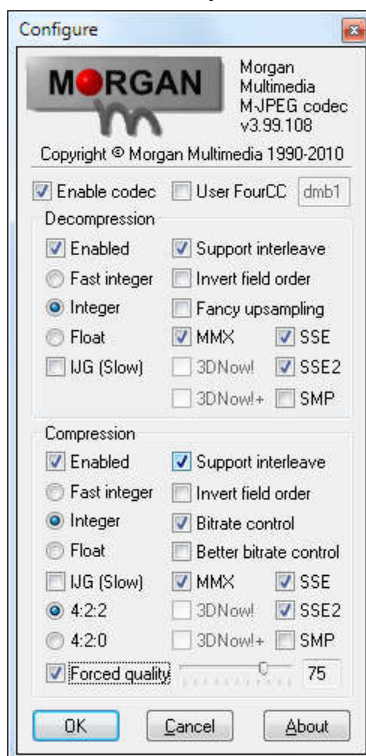 Configure
MORGAN
m
Morgan
Multimedia
M-JPEG codec
v3.99.108
Copyright © Morgan Multimedia 1990-2010
Enable codec User FourCC dmb1
Decompression
Enabled Support interleave
Fast integer Invert field order
Integer Fancy upsampling
Float MMX SSE
IJG (Slow) 3DNow! SSE2
3DNow!+ SMP
Compression
Enabled Support interleave
Fast integer Invert field order
Integer Bitrate control
Float Better bitrate control
IJG (Slow) MMX SSE
4:2:2 3DNow! SSE2
4:2:0 3DNow!+ SMP
Forced quality 75
OK Cancel About